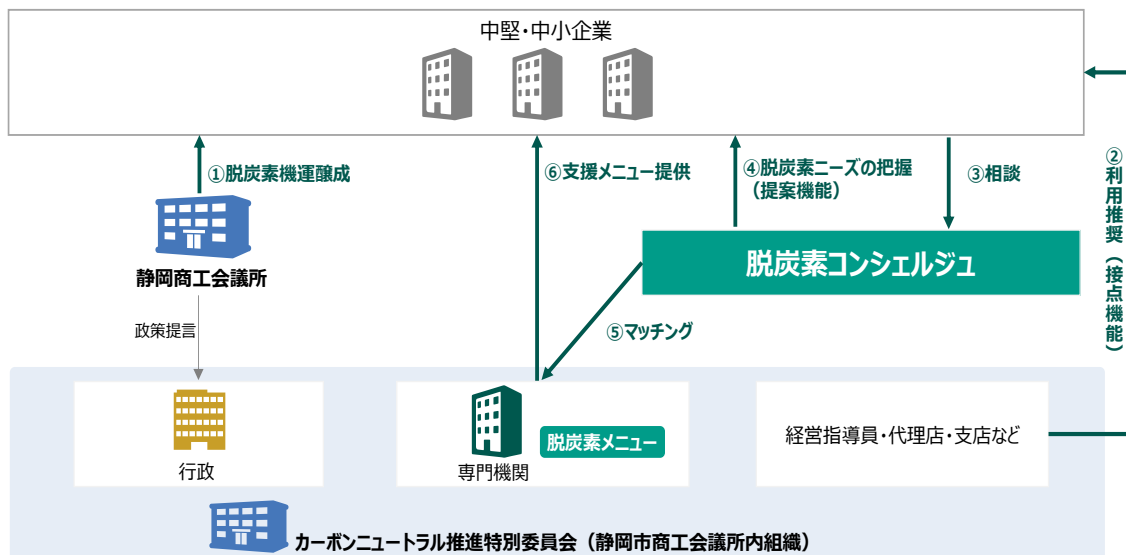 中堅・中小企業
①脱炭素機運醸成
⑥支援メニュー提供
④脱炭素ニーズの把握
（提案機能）
③相談
②利用推奨（接点機能）
静岡商工会議所
脱炭素コンシェルジュ
政策提言
⑤マッチング
行政
脱炭素メニュー
専門機関
経営指導員・代理店・支店など
カーボンニュートラル推進特別委員会（静岡市商工会議所内組織）